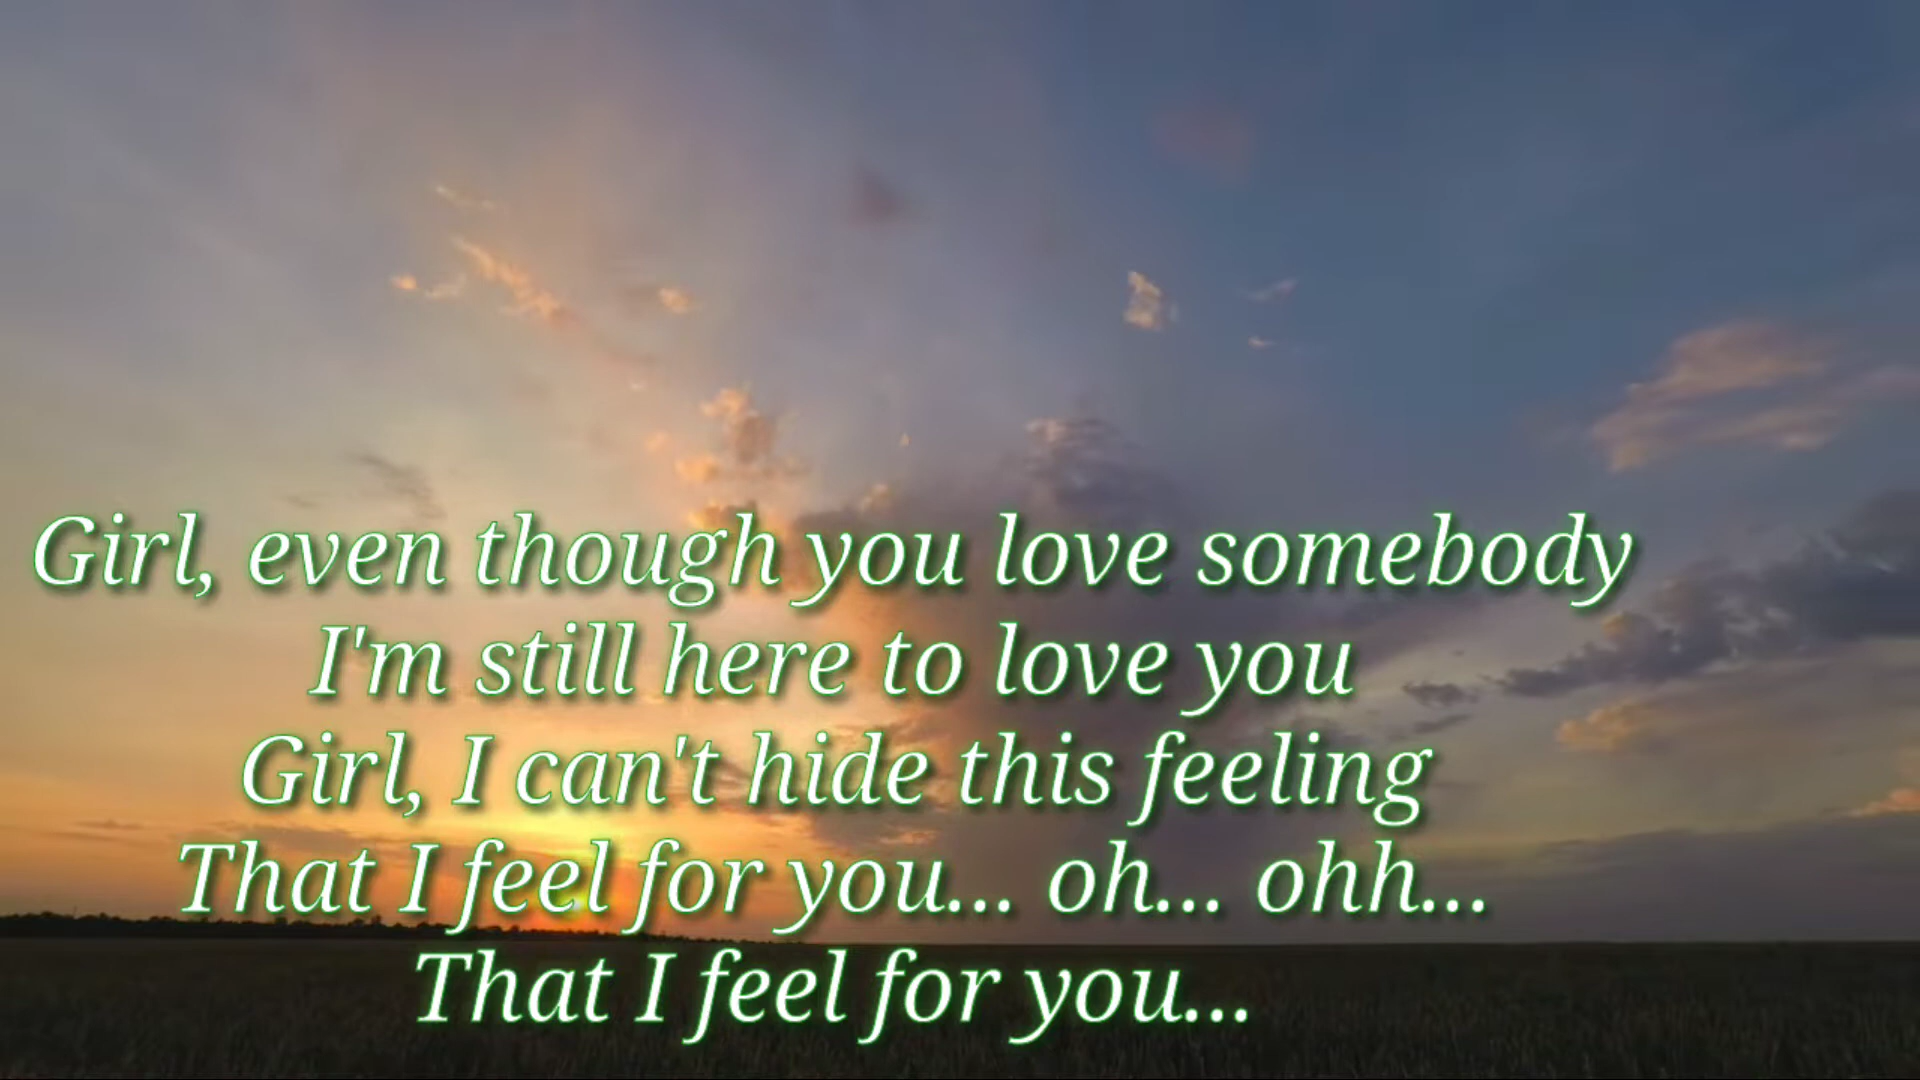 Girl, even though you love somebody
I'm still here to love you
Girl, I can't hide this feeling
That I feel for you... oh... ohh...
That I feel for you...